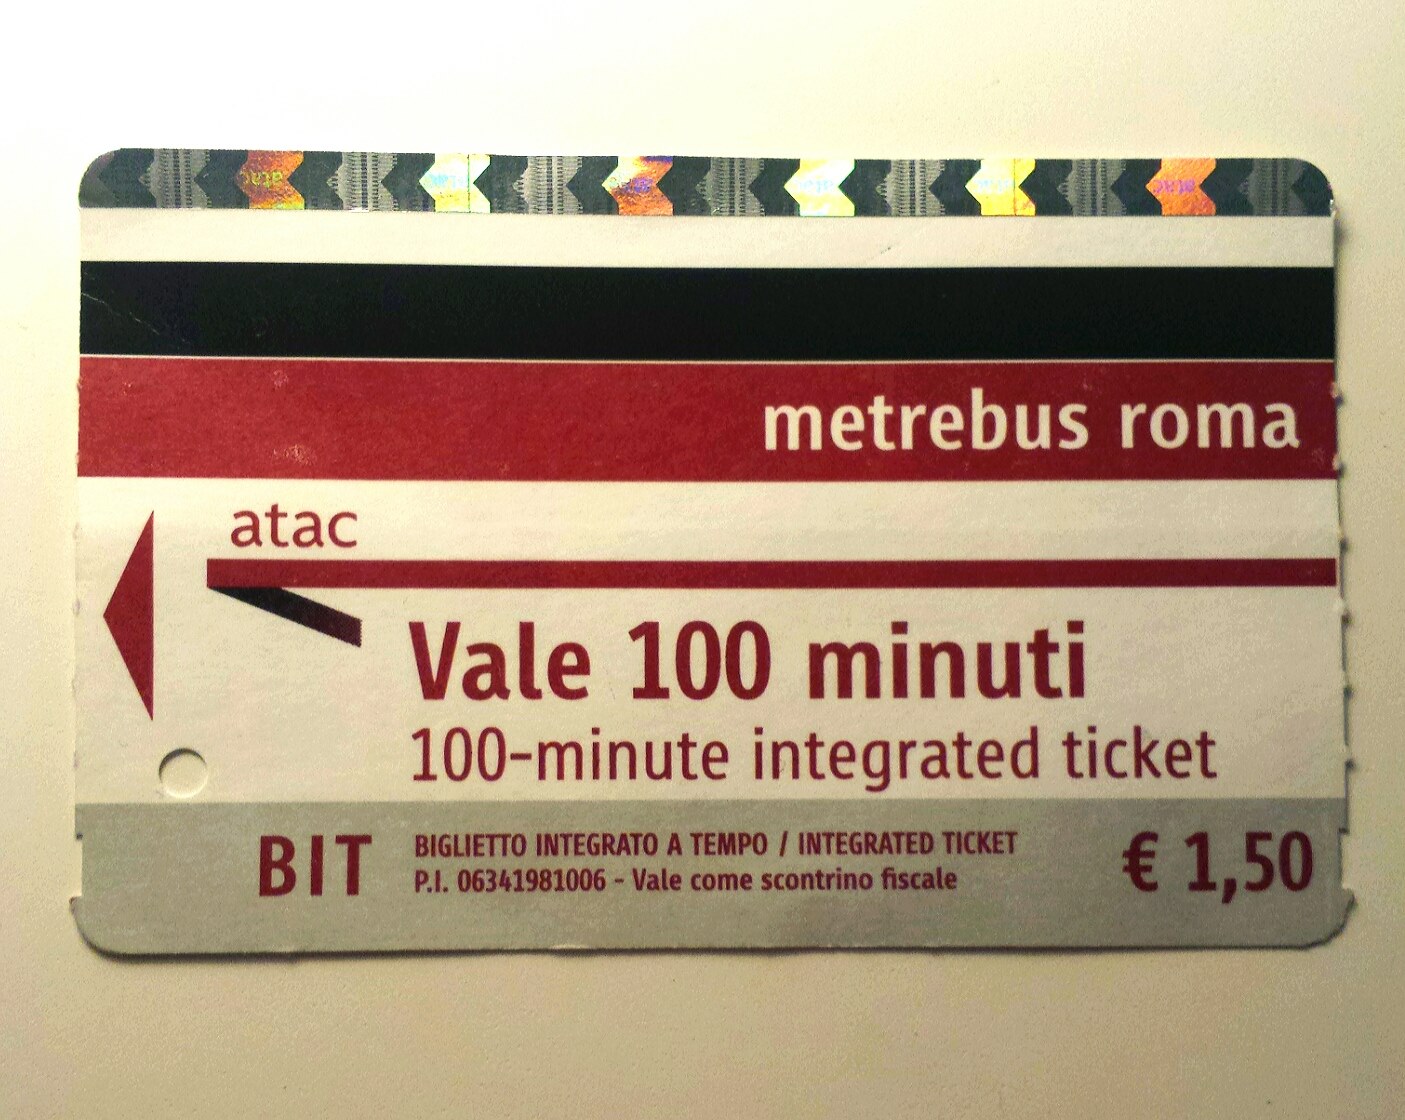 metrebus roma
atac
Vale 100 minuti
100-minute integrated ticket
BIT
BIGLIETTO INTEGRATO A TEMPO / INTEGRATED TICKET
P.I. 06341981006 - Vale come scontrino fiscale
€ 1,50